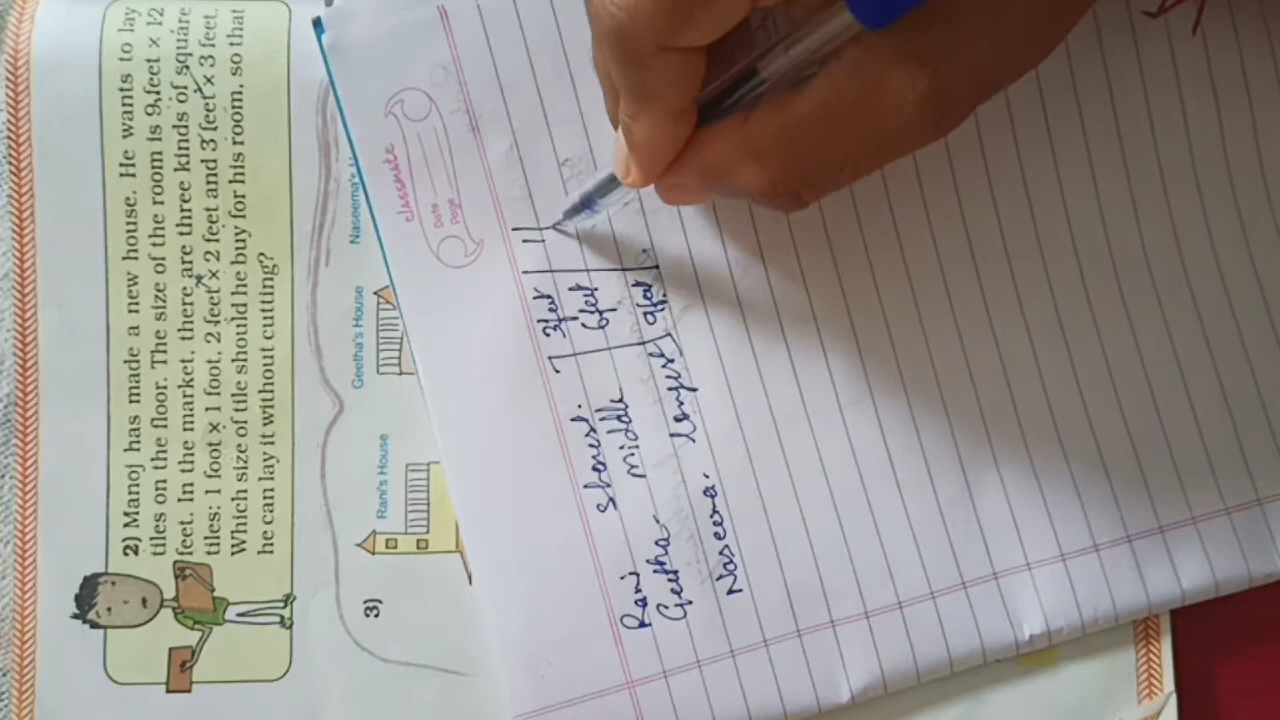 2) Manoj has made a new house. He wants to lay
tiles on the floor. The size of the room is 9 feet × 12
feet. In the market, there are three kinds of square
tiles: 1 foot × 1 foot, 2 feet × 2 feet and 3 feet × 3 feet.
Which size of tile should he buy for his room, so that
he can lay it without cutting?
3)
Rani's House
Geetha's House
Naseema's
classmate
Date
Page
Rani shorest. 3feet 11
Geetha- Middle 6feet
Naseema. longest 9feet